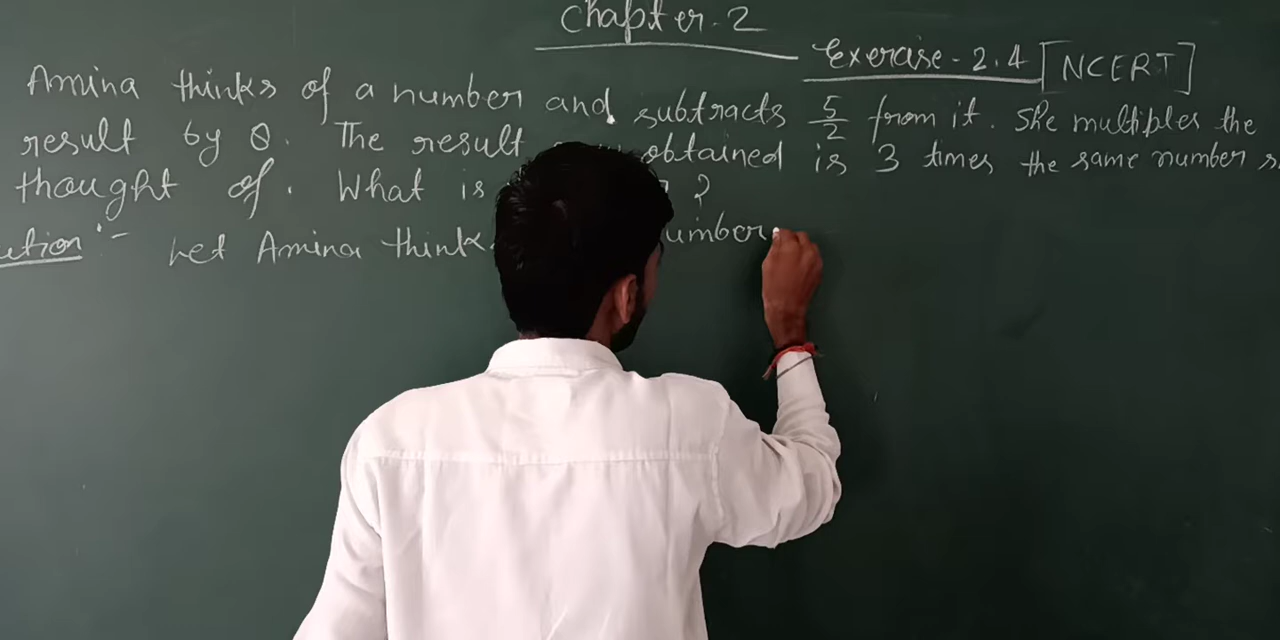 Chapter-2
Exercise-2.4 [NCERT]
Amina thinks of a number and subtracts 5/2 from it. She multiples the
result by 8. The result obtained is 3 times the same number
thought of. What is ?
Let Amina think